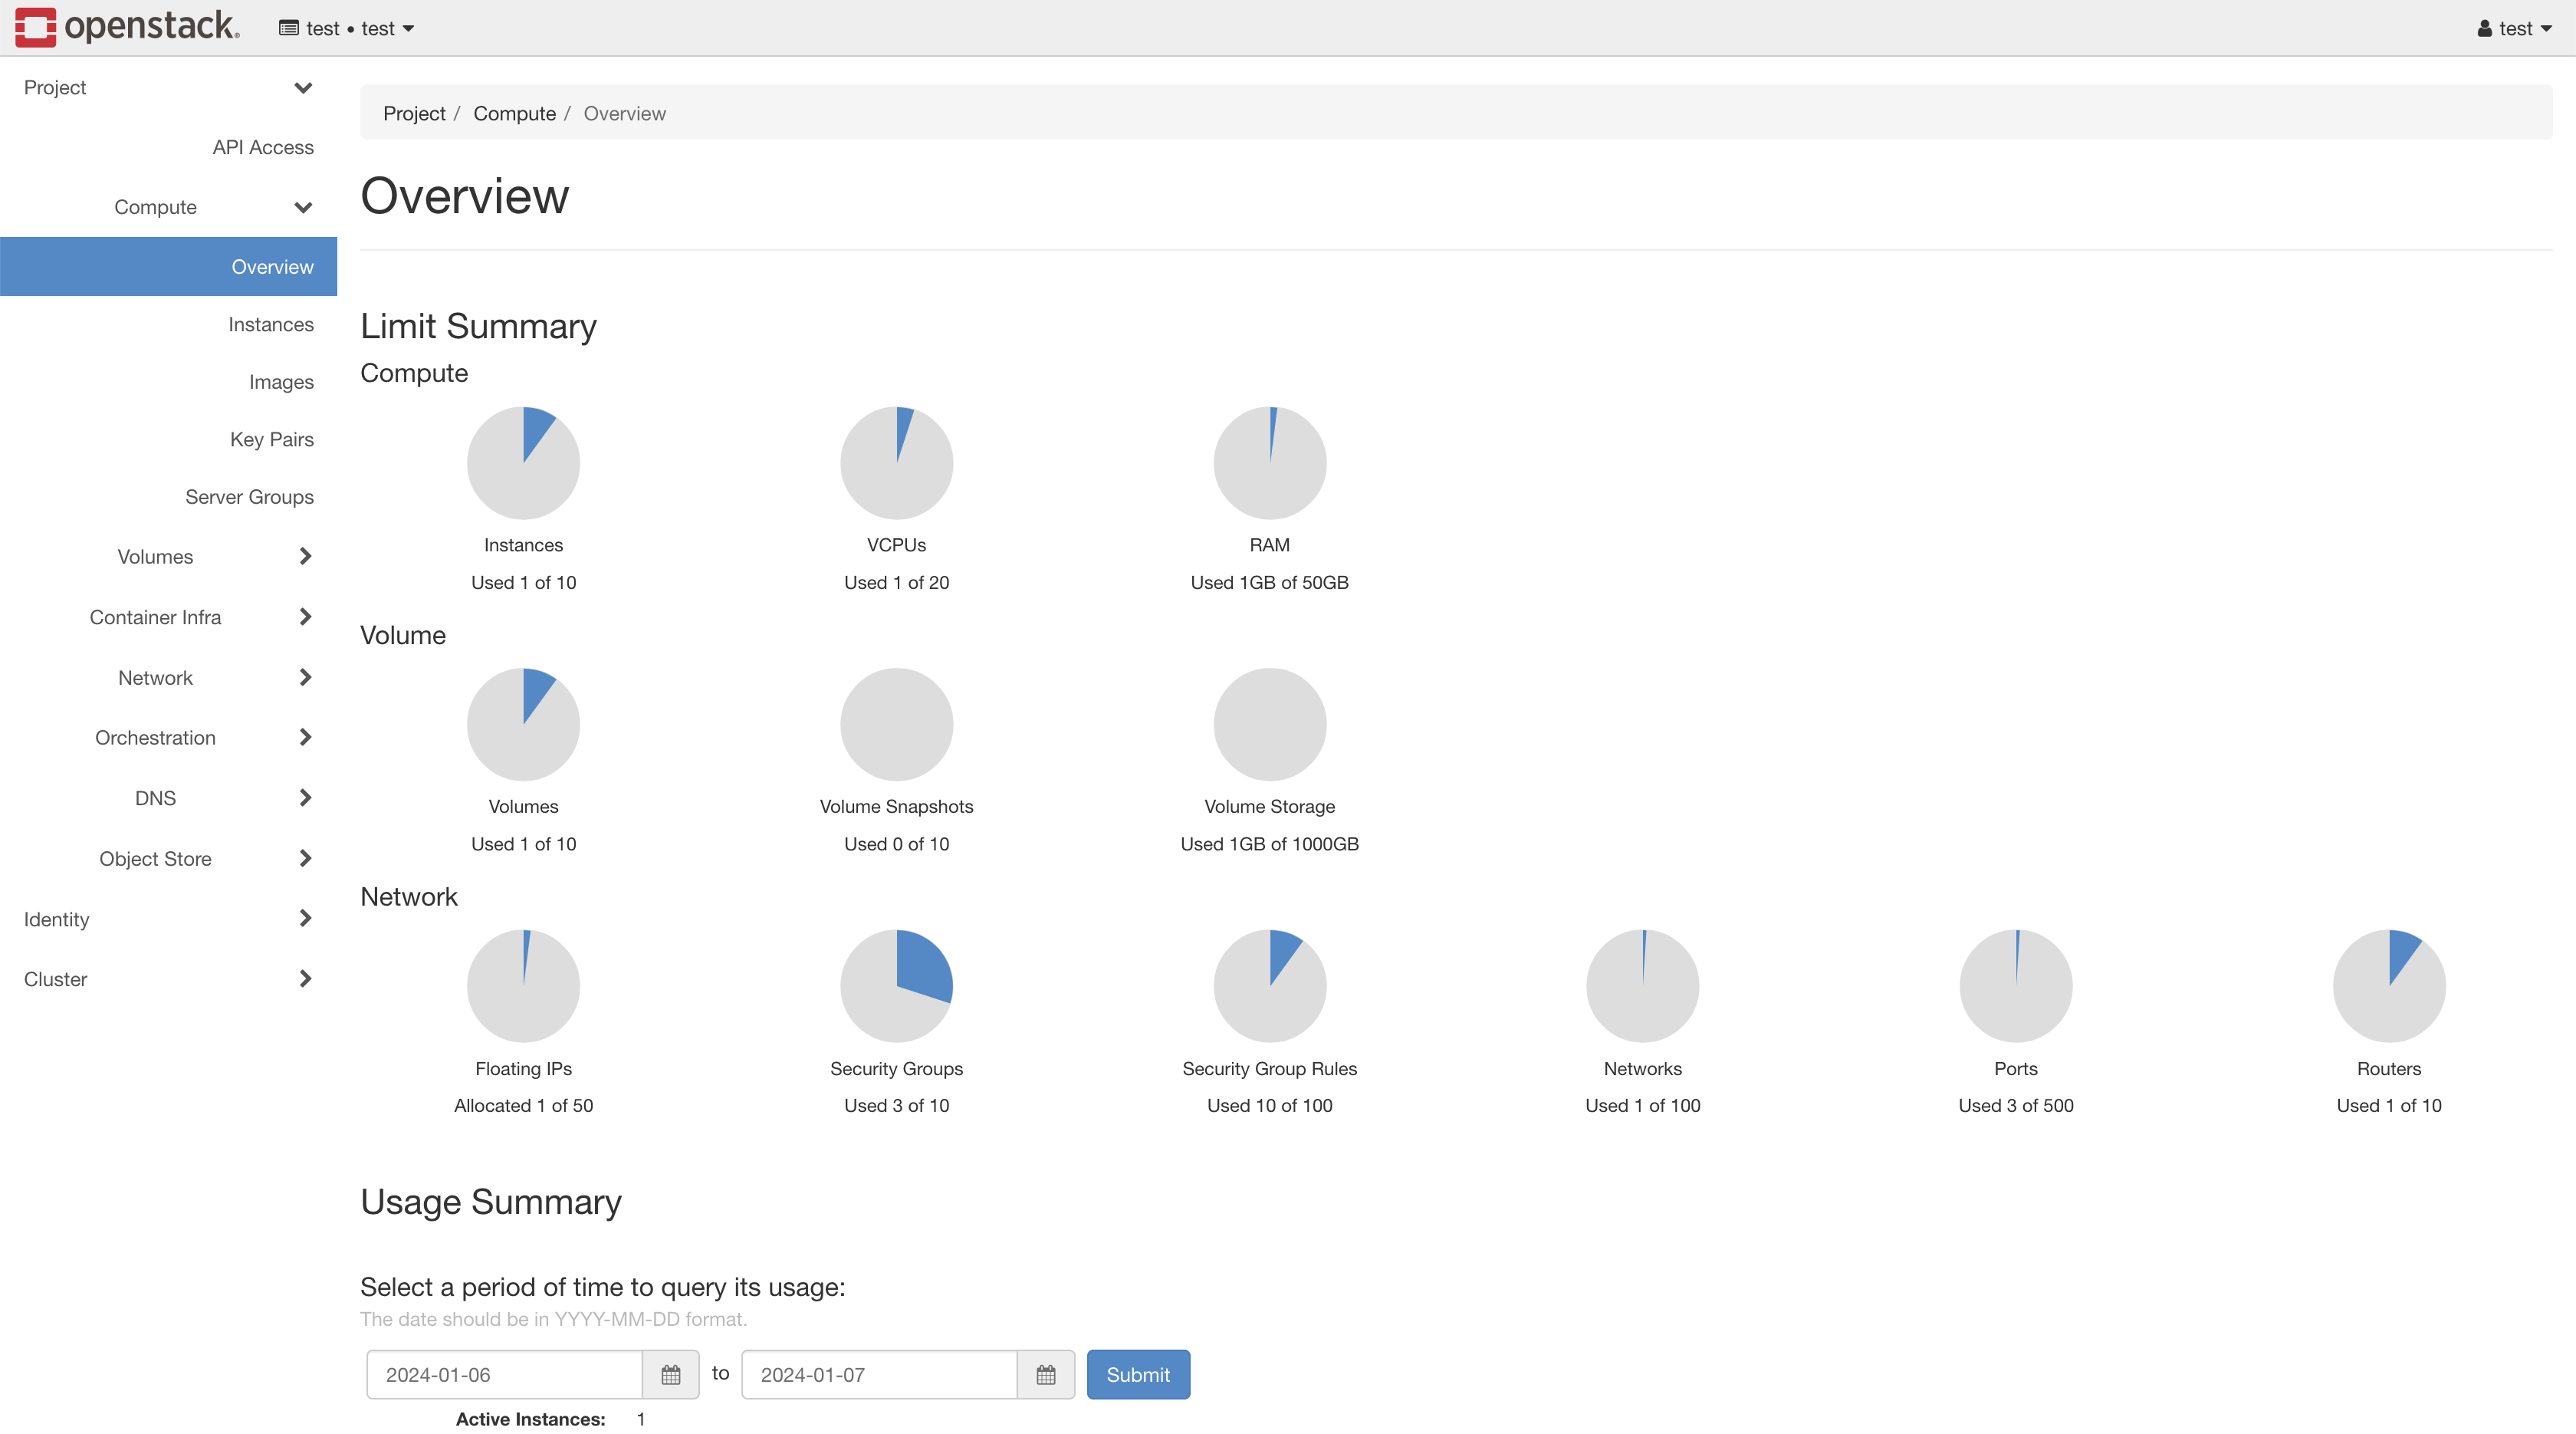 openstack.
test • test
test
Project
API Access
Compute
Overview
Instances
Images
Key Pairs
Server Groups
Volumes
Container Infra
Network
Orchestration
DNS
Object Store
Identity
Cluster
Project / Compute / Overview
Overview
Limit Summary
Compute
Instances VCPUs RAM
Used 1 of 10 Used 1 of 20 Used 1GB of 50GB
Volume
Volumes Volume Snapshots Volume Storage
Used 1 of 10 Used 0 of 10 Used 1GB of 1000GB
Network
Floating IPs Security Groups Security Group Rules Networks Ports Routers
Allocated 1 of 50 Used 3 of 10 Used 10 of 100 Used 1 of 100 Used 3 of 500 Used 1 of 10
Usage Summary
Select a period of time to query its usage:
The date should be in YYYY-MM-DD format.
2024-01-06 to 2024-01-07 Submit
Active Instances: 1